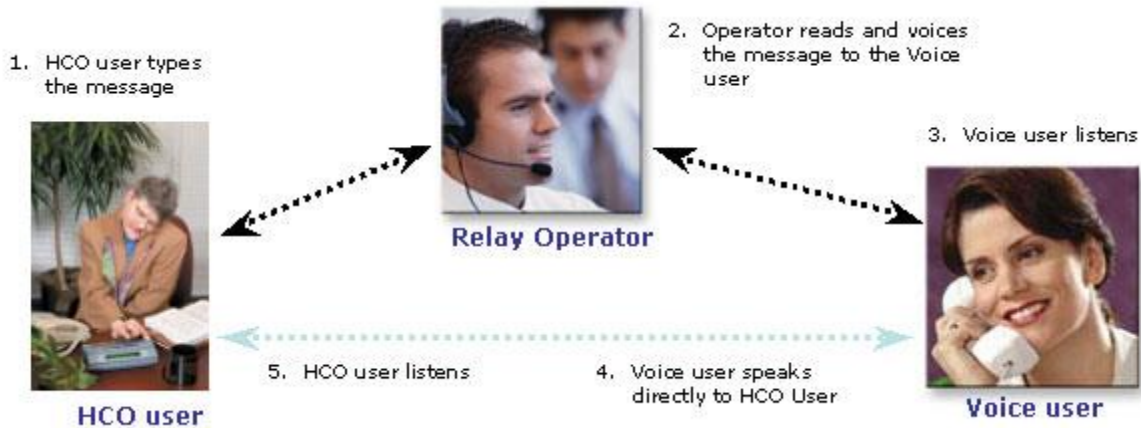 1. HCO user types
the message
2. Operator reads and voices
the message to the Voice
user
3. Voice user listens
Relay Operator
5. HCO user listens
4. Voice user speaks
directly to HCO User
HCO user
Voice user